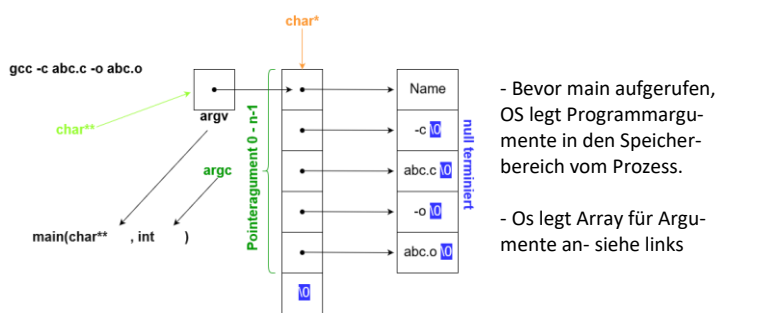 char*
gcc -c abc.c -o abc.o
char**
argv
argc
main(char** , int )
Pointeragument 0 - n-1
Name
-c \0
abc.c \0
-o \0
abc.o \0
\0
null terminiert
- Bevor main aufgerufen,
OS legt Programmargu-
mente in den Speicher-
bereich vom Prozess.
- Os legt Array für Argu-
mente an- siehe links